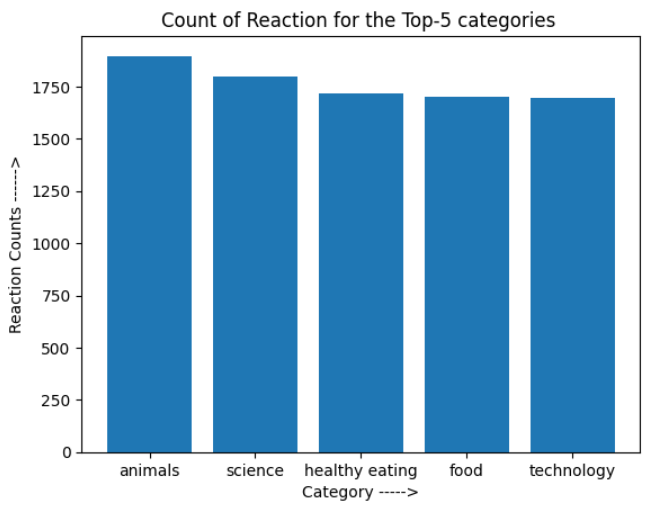 Count of Reaction for the Top-5 categories
Reaction Counts ------>
1750
1500
1250
1000
750
500
250
0
animals science healthy eating food technology
Category ----->